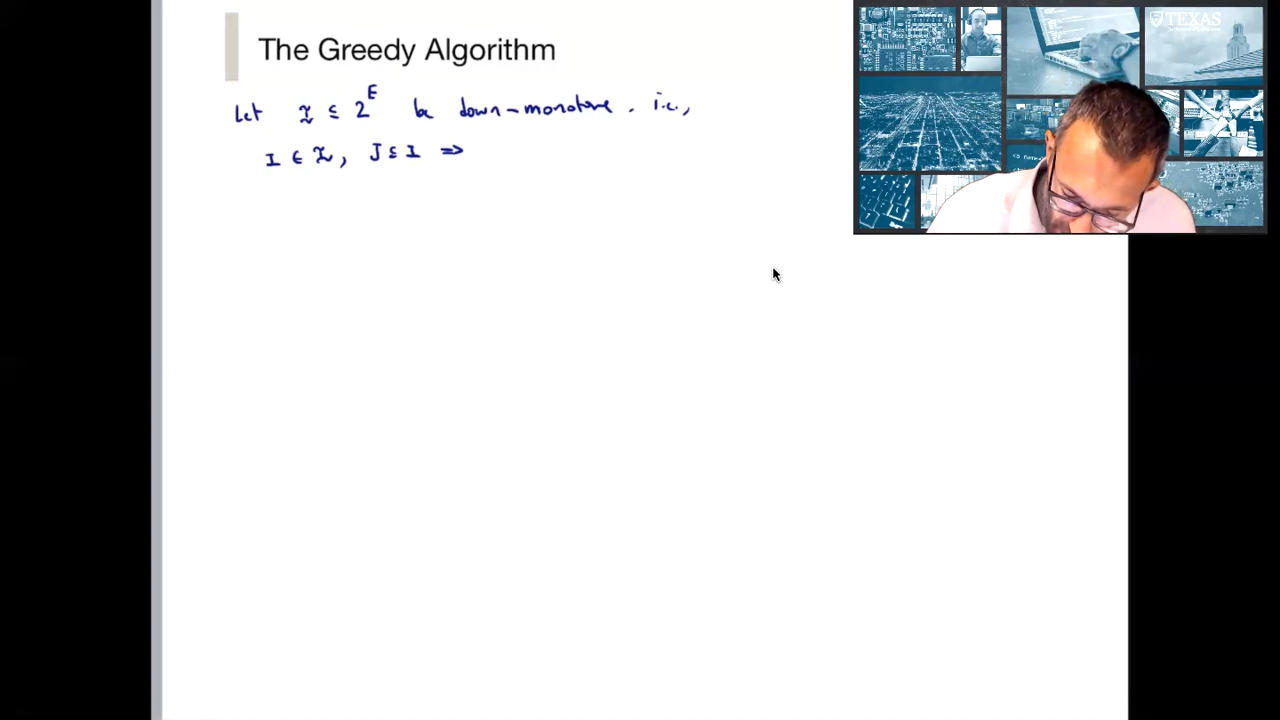 The Greedy Algorithm
TEXAS
Let ℐ ⊆ 2^E be down-monotone. i.e.,
I ∈ ℐ, J ⊆ I ⇒